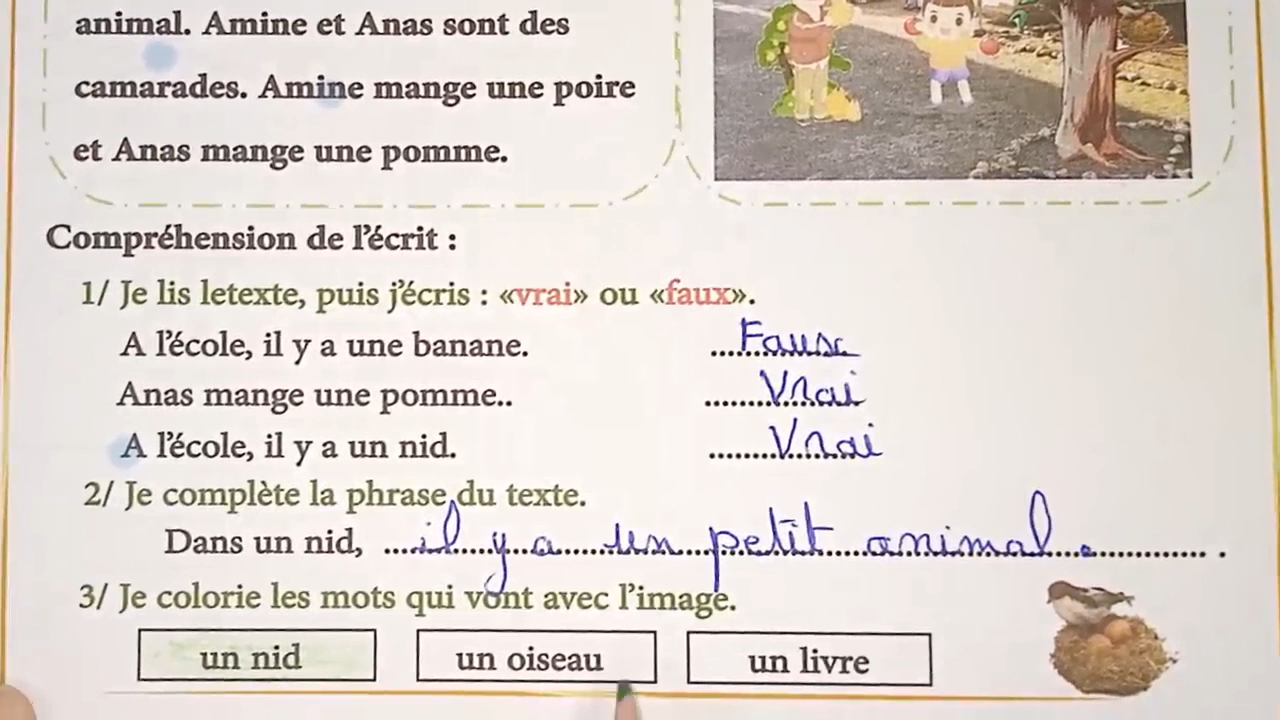 animal. Amine et Anas sont des
camarades. Amine mange une poire
et Anas mange une pomme.
Compréhension de l'écrit :
1/ Je lis letexte, puis j'écris : «vrai» ou «faux».
A l'école, il y a une banane. ..........Faux
Anas mange une pomme.. ..........Vrai
A l'école, il y a un nid. ..........Vrai
2/ Je complète la phrase du texte.
Dans un nid, ....il y a un petit animal. .............. .
3/ Je colorie les mots qui vont avec l'image.
un nid un oiseau un livre